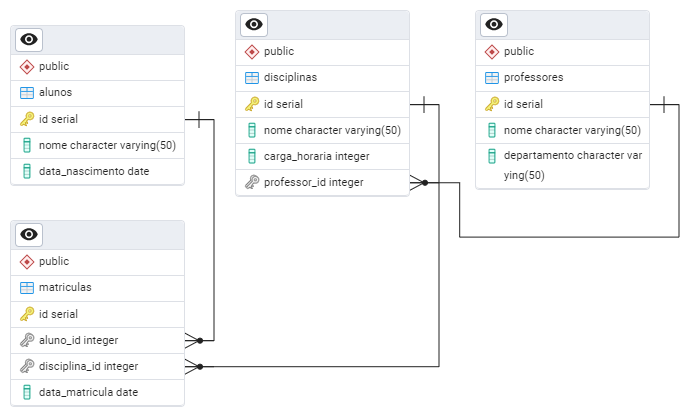 public
alunos
id serial
nome character varying(50)
data_nascimento date
public
disciplinas
id serial
nome character varying(50)
carga_horaria integer
professor_id integer
public
professores
id serial
nome character varying(50)
departamento character var
ying(50)
public
matriculas
id serial
aluno_id integer
disciplina_id integer
data_matricula date